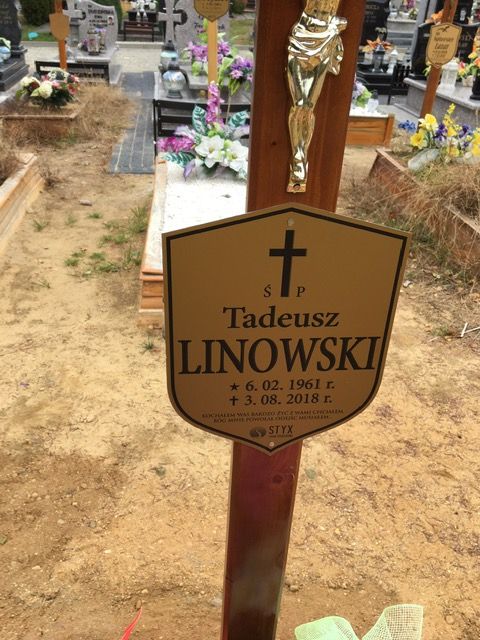 Ś P
Tadeusz
LINOWSKI
★ 6. 02. 1961 r.
✝ 3. 08. 2018 r.
KOCHAŁEM WAS BARDZO ŻYĆ Z WAMI CHCIAŁEM,
BÓG MNIE POWOŁAŁ ODEJŚĆ MUSIAŁEM...
STYX